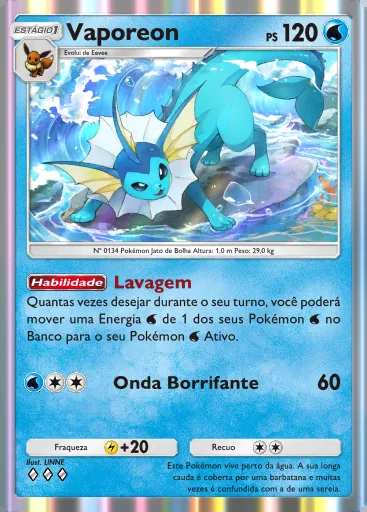 ESTÁGIO 1
Vaporeon
PS 120
Evolui de Eevee
Nº 0134 Pokémon Jato de Bolha Altura: 1,0 m Peso: 29,0 kg
Habilidade Lavagem
Quantas vezes desejar durante o seu turno, você poderá
mover uma Energia de 1 dos seus Pokémon no
Banco para o seu Pokémon Ativo.
Onda Borrifante 60
Fraqueza +20 Recuo
Ilust. LINNE
Este Pokémon vive perto da água. A sua longa
cauda é coberta por uma barbatana e muitas
vezes é confundida com a de uma sereia.